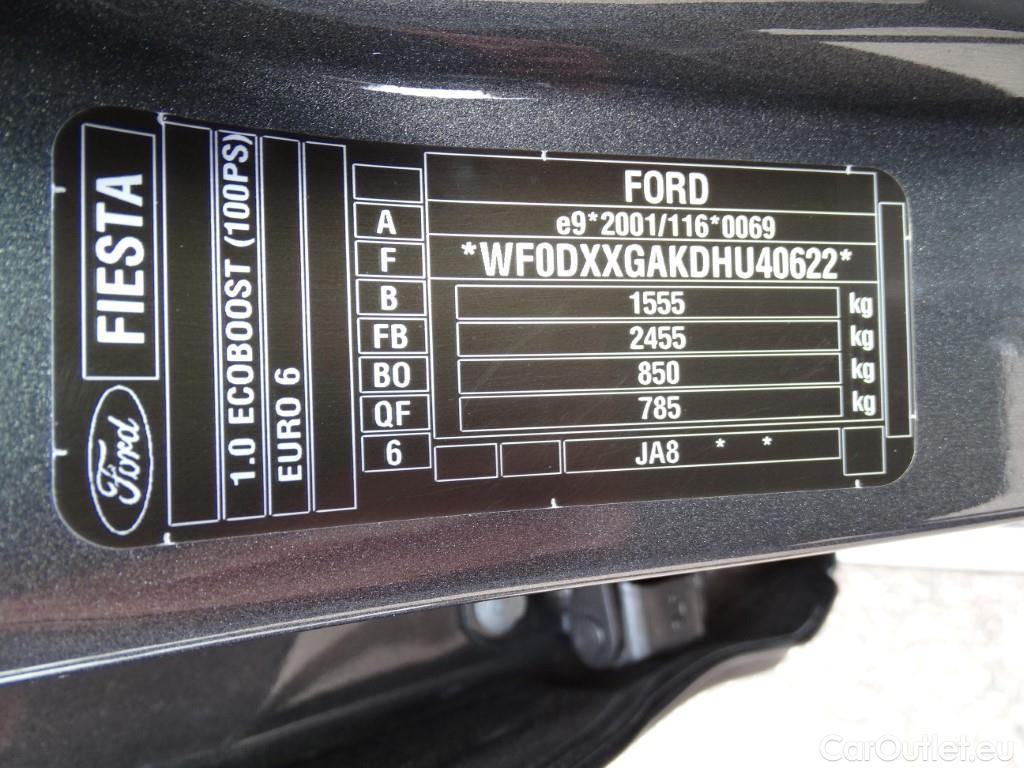 FORD
A e9*2001/116*0069
F *WF0DXXGAKDHU40622*
B 1555 kg
FB 2455 kg
BO 850 kg
QF 785 kg
6 JA8 * *
FIESTA
Ford
1.0 ECOBOOST (100PS)
EURO 6
CarOutlet.eu